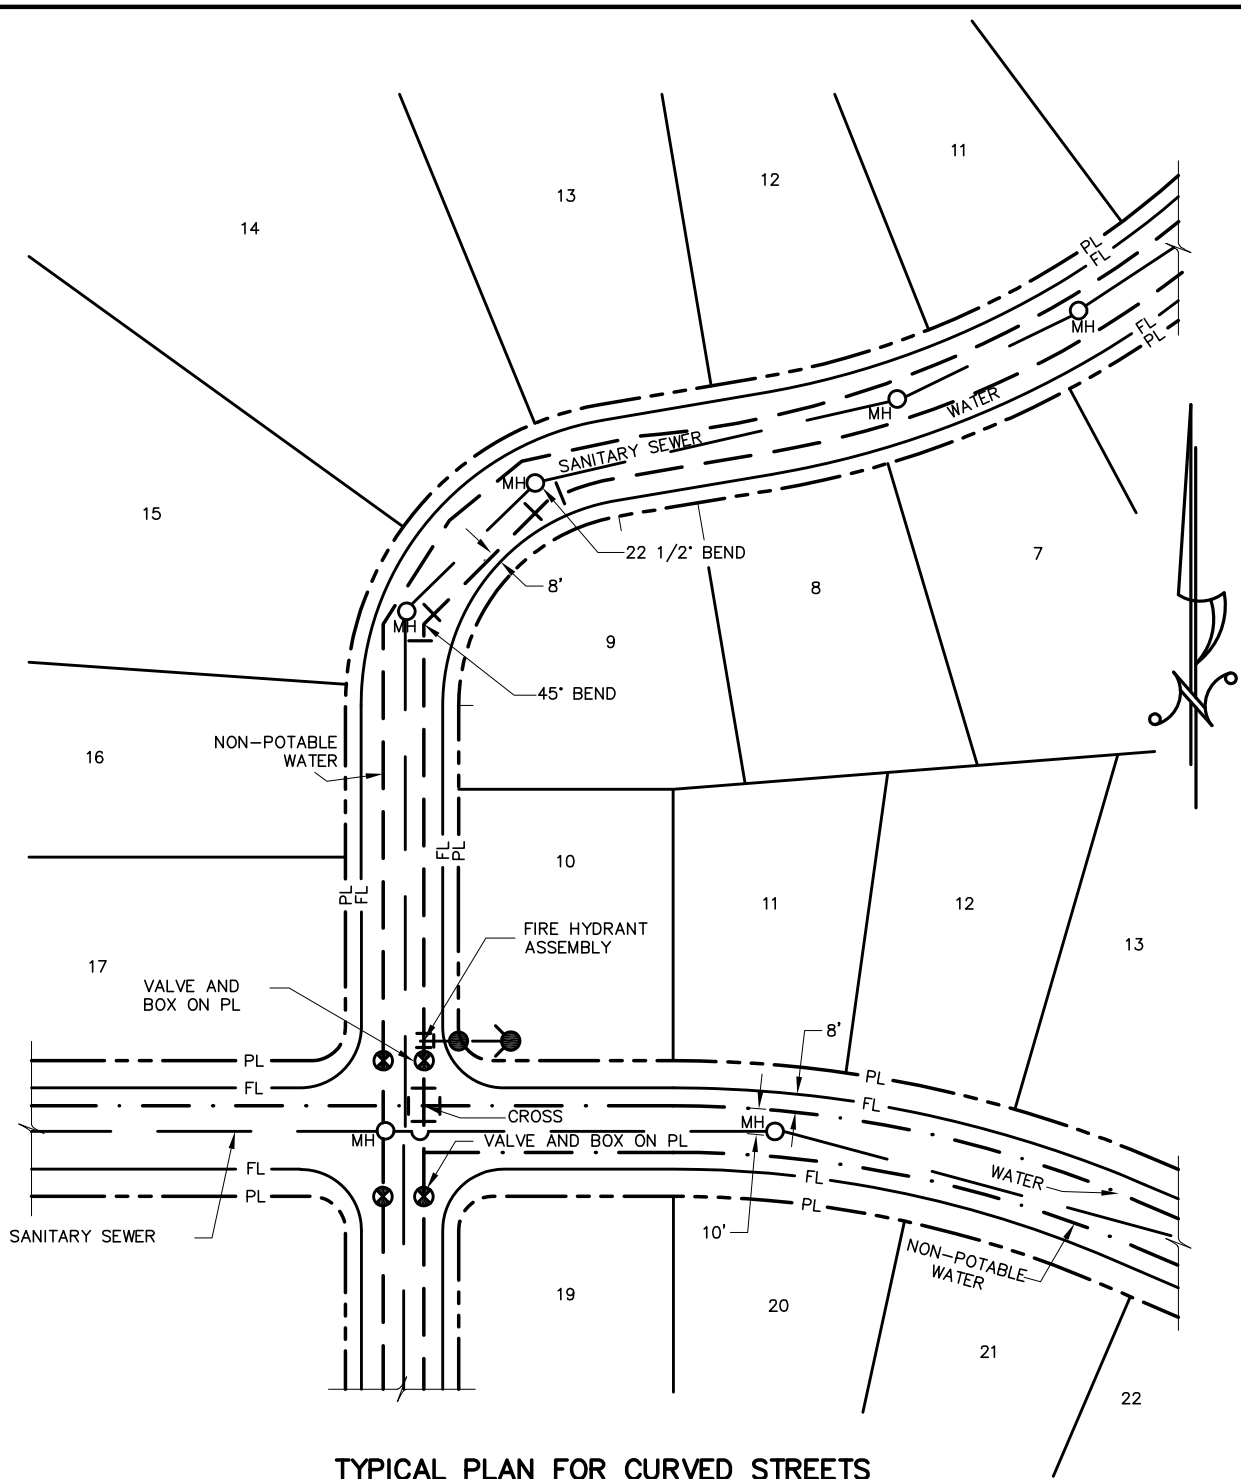 11
12
13
14
PL
FL
MH
FL
PL
MH
WATER
SANITARY SEWER
MH
15
22 1/2° BEND
7
8'
8
MH
9
45° BEND
NON-POTABLE
WATER
16
FL
PL
10
PL
FL
11
12
FIRE HYDRANT
ASSEMBLY
13
17
VALVE AND
BOX ON PL
8'
PL
PL
FL
FL
CROSS
MH
MH
VALVE AND BOX ON PL
FL
FL
WATER
PL
PL
SANITARY SEWER
10'
NON-POTABLE
WATER
19
20
21
22
N
TYPICAL PLAN FOR CURVED STREETS